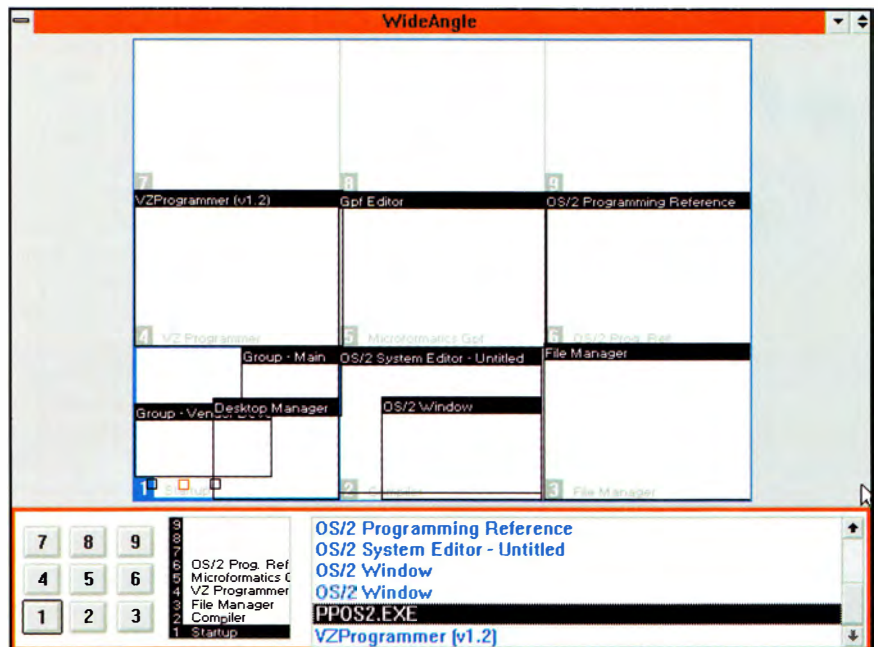 WideAngle
7 8 9
VZProgrammer (v1.2) Gpf Editor OS/2 Programming Reference
4 VZ Programmer 5 Microformatics Gpf 6 OS/2 Prog. Ref
Group - Main OS/2 System Editor - Untitled File Manager
Group - Desktop Manager OS/2 Window
1 Startup 2 Compiler 3 File Manager
7 8 9
4 5 6
1 2 3
9
8
7
6 OS/2 Prog. Ref
5 Microformatics
4 VZ Programmer
3 File Manager
2 Compiler
1 Startup
OS/2 Programming Reference
OS/2 System Editor - Untitled
OS/2 Window
OS/2 Window
PPOS2.EXE
VZProgrammer (v1.2)